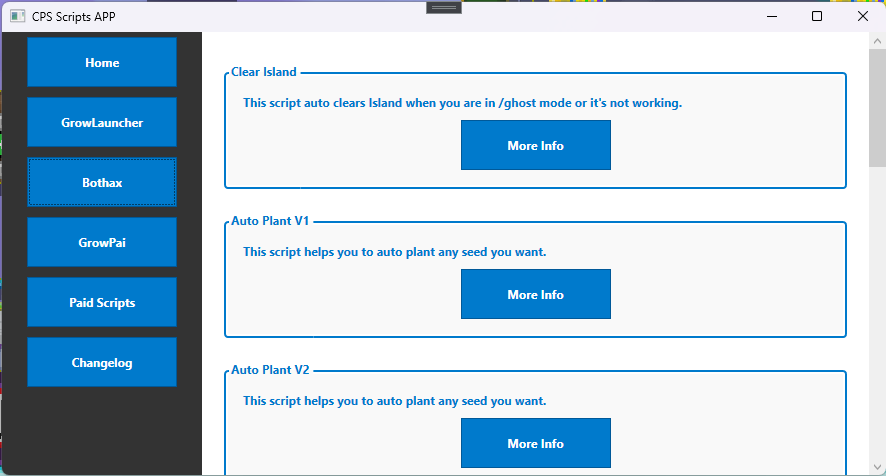 CPS Scripts APP
Home
GrowLauncher
Bothax
GrowPai
Paid Scripts
Changelog
Clear Island
This script auto clears Island when you are in /ghost mode or it's not working.
More Info
Auto Plant V1
This script helps you to auto plant any seed you want.
More Info
Auto Plant V2
This script helps you to auto plant any seed you want.
More Info